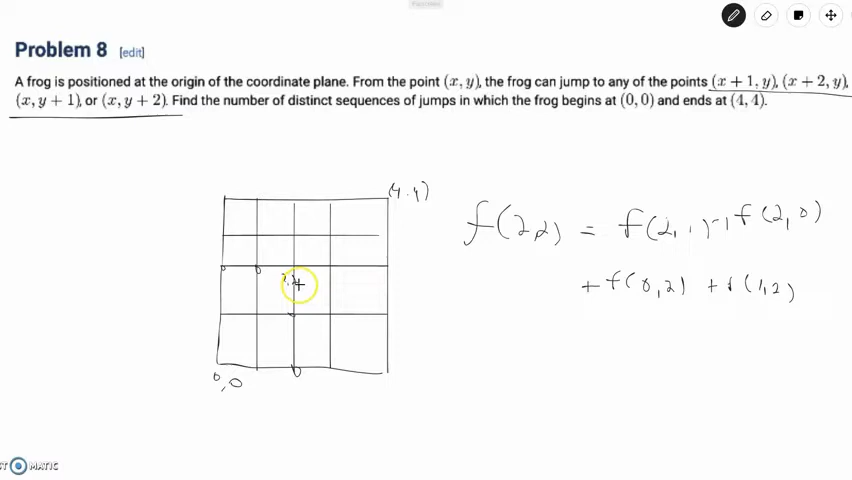 Problem 8 [edit]
A frog is positioned at the origin of the coordinate plane. From the point (x, y), the frog can jump to any of the points (x + 1, y), (x + 2, y),
(x, y + 1), or (x, y + 2). Find the number of distinct sequences of jumps in which the frog begins at (0, 0) and ends at (4, 4).
(4,4)
f(2,2) = f(2,1) + f(2,0)
+ f(0,2) + f(1,2)
0,0
MATIC